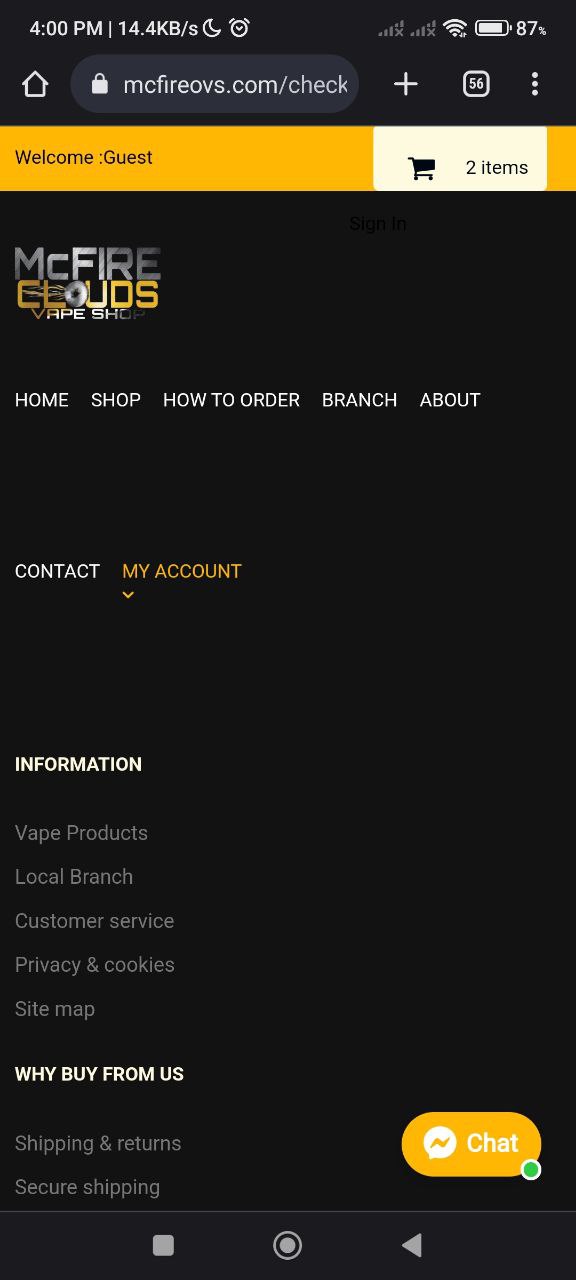 4:00 PM | 14.4KB/s
87%
mcfireovs.com/check
56
Welcome :Guest
2 items
Sign In
McFIRE
CLOUDS
VAPE SHOP
HOME SHOP HOW TO ORDER BRANCH ABOUT
CONTACT MY ACCOUNT
INFORMATION
Vape Products
Local Branch
Customer service
Privacy & cookies
Site map
WHY BUY FROM US
Shipping & returns
Chat
Secure shipping